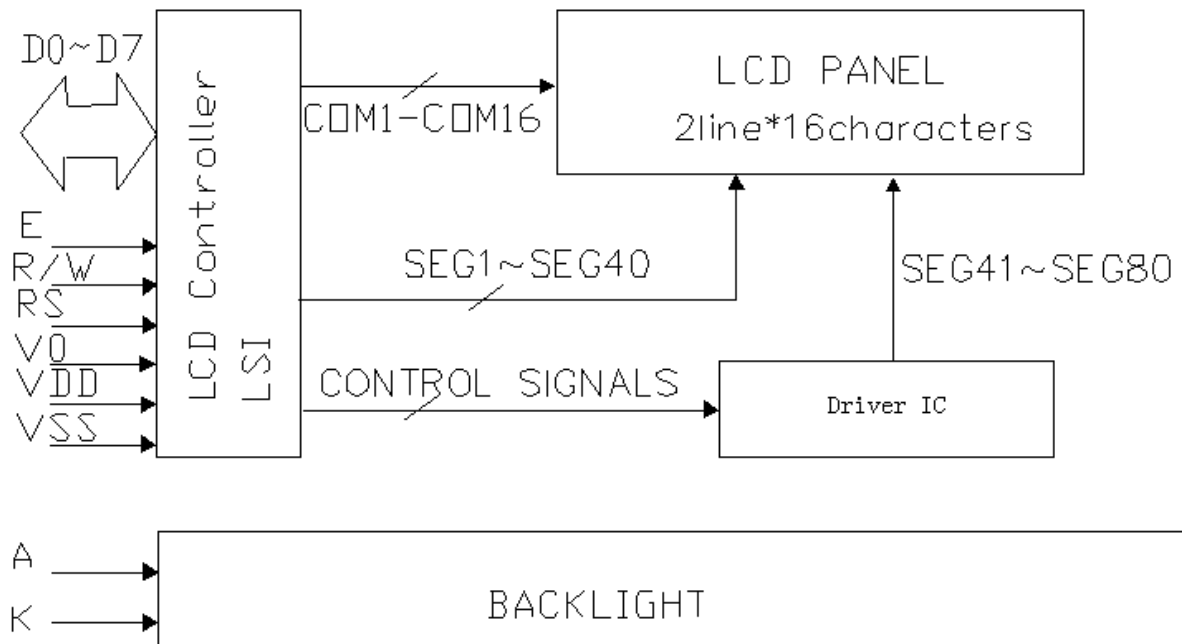 D0~D7
LCD Controller
LSI
COM1-COM16
LCD PANEL
2line*16characters
E
R/W
RS
V0
VDD
VSS
SEG1~SEG40
SEG41~SEG80
CONTROL SIGNALS
Driver IC
A
K
BACKLIGHT